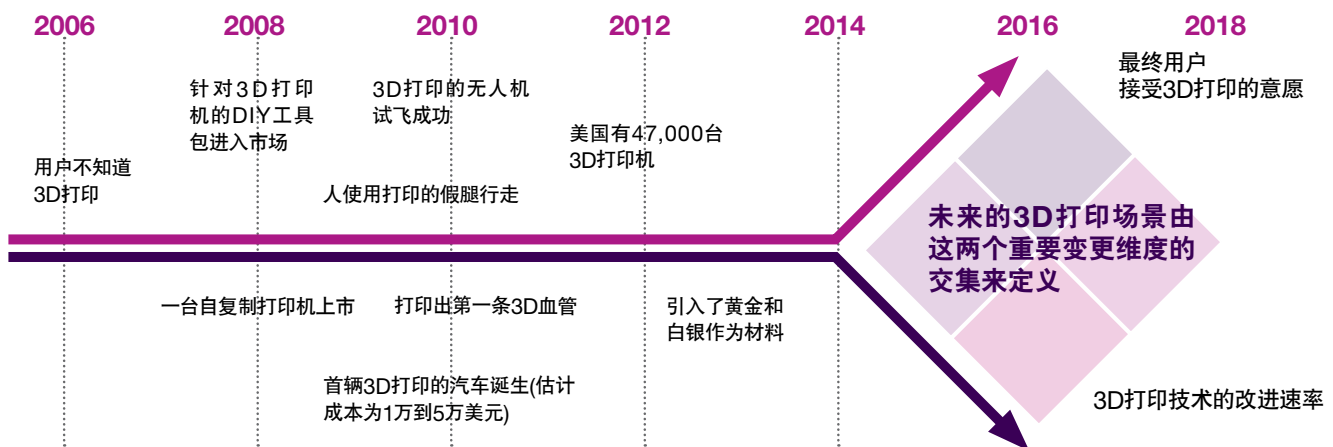 2006
2008
2010
2012
2014
2016
2018
针对3D打印
机的DIY工具
包进入市场
3D打印的无人机
试飞成功
最终用户
接受3D打印的意愿
美国有47,000台
3D打印机
用户不知道
3D打印
人使用打印的假腿行走
未来的3D打印场景由
这两个重要变更维度的
交集来定义
一台自复制打印机上市
打印出第一条3D血管
引入了黄金和
白银作为材料
首辆3D打印的汽车诞生(估计
成本为1万到5万美元)
3D打印技术的改进速率